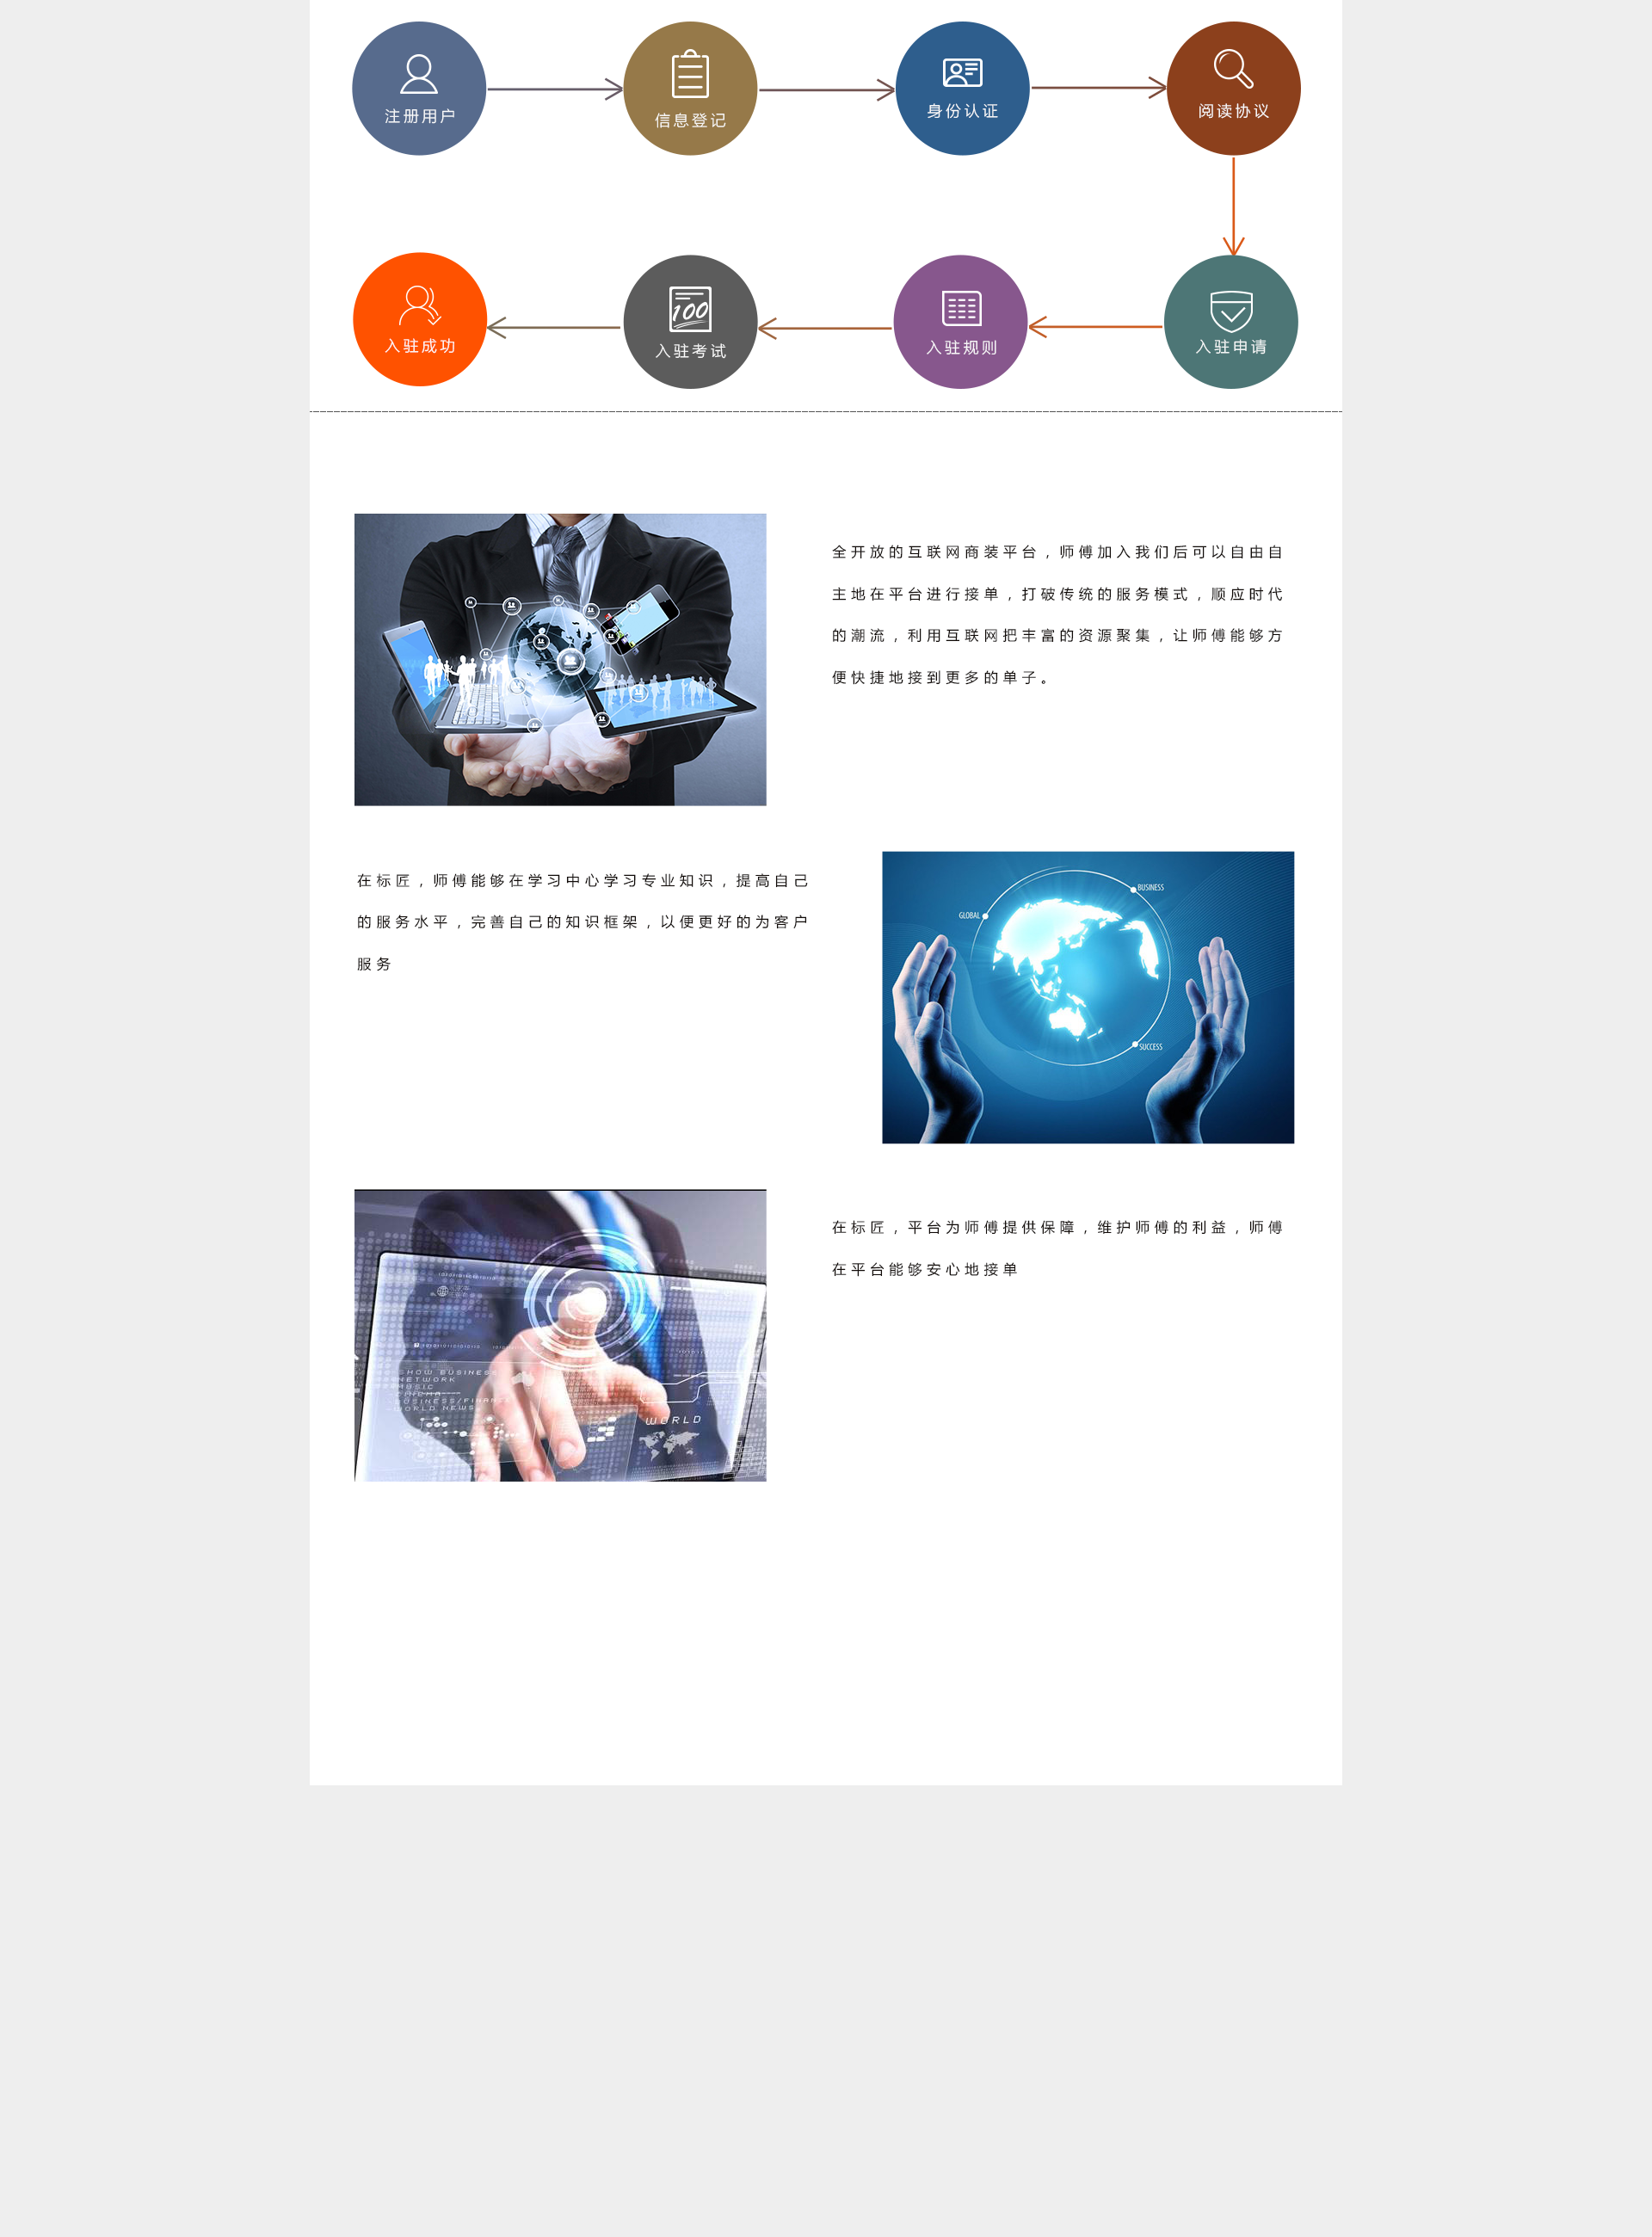 注册用户
信息登记
身份认证
阅读协议
入驻成功
100
入驻考试
入驻规则
入驻申请
全开放的互联网商装平台，师傅加入我们后可以自由自
主地在平台进行接单，打破传统的服务模式，顺应时代
的潮流，利用互联网把丰富的资源聚集，让师傅能够方
便快捷地接到更多的单子。
在标匠，师傅能够在学习中心学习专业知识，提高自己
的服务水平，完善自己的知识框架，以便更好的为客户
服务
BUSINESS
GLOBAL
SUCCESS
在标匠，平台为师傅提供保障，维护师傅的利益，师傅
在平台能够安心地接单
SHOW BUSINESS
NETWORK
MUSIC
CINEMA
BUSINESS/FINANCE
WORLD NEWS
WORLD